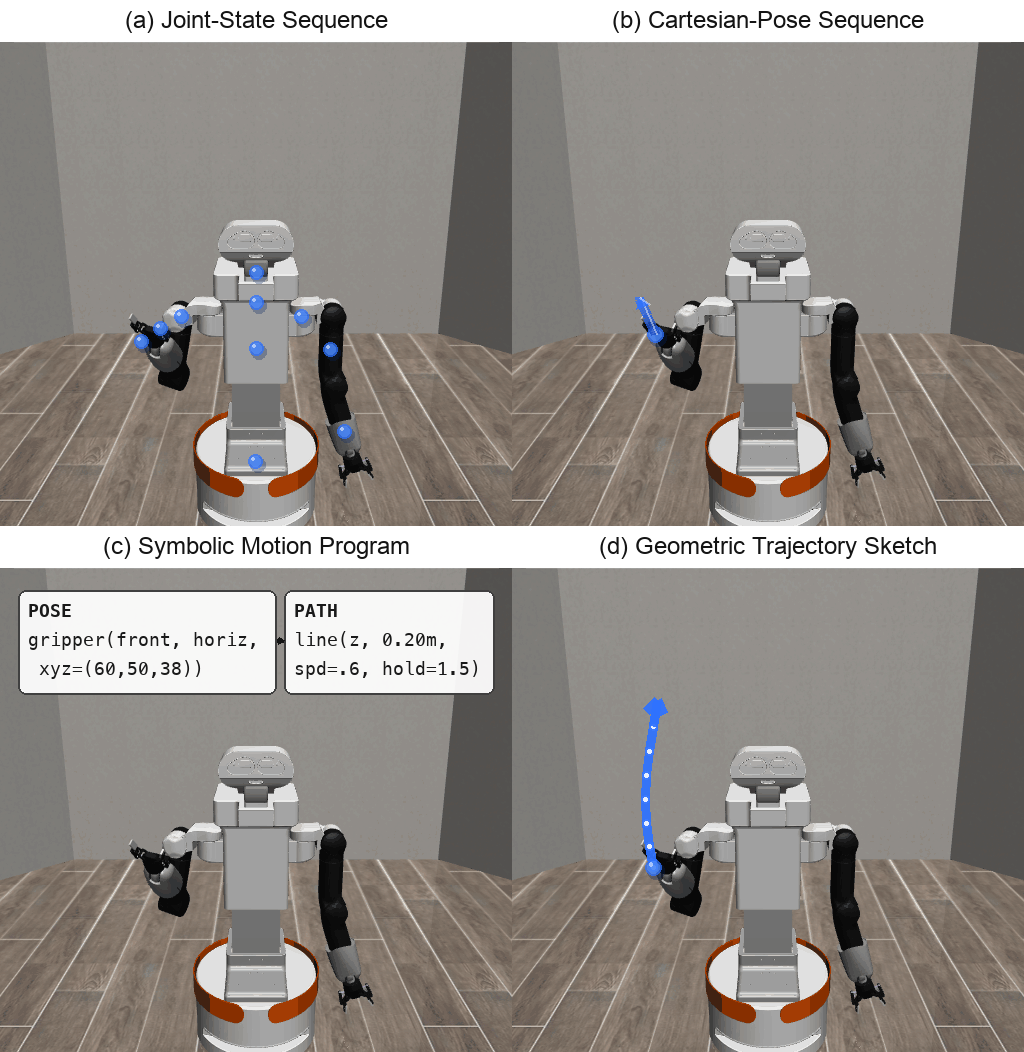 (a) Joint-State Sequence
(b) Cartesian-Pose Sequence
(c) Symbolic Motion Program
(d) Geometric Trajectory Sketch
POSE
gripper(front, horiz,
xyz=(60,50,38))
PATH
line(z, 0.20m,
spd=.6, hold=1.5)